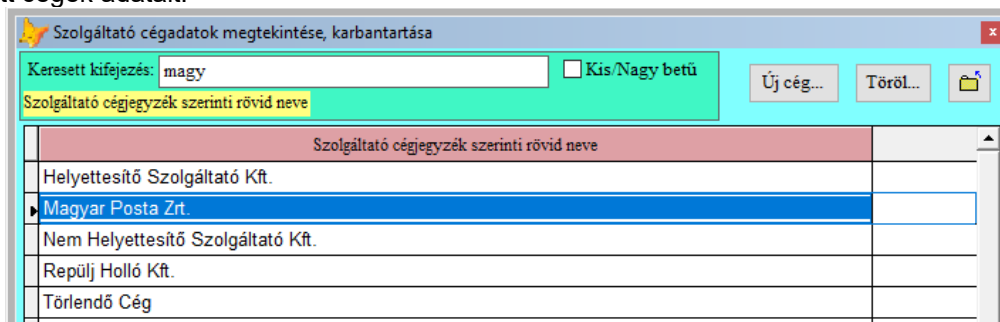 Szolgáltató cégadatok megtekintése, karbantartása
Keresett kifejezés: magy Kis/Nagy betű Új cég... Töröl...
Szolgáltató cégjegyzék szerinti rövid neve
Szolgáltató cégjegyzék szerinti rövid neve
Helyettesítő Szolgáltató Kft.
Magyar Posta Zrt.
Nem Helyettesítő Szolgáltató Kft.
Repülj Holló Kft.
Törlendő Cég